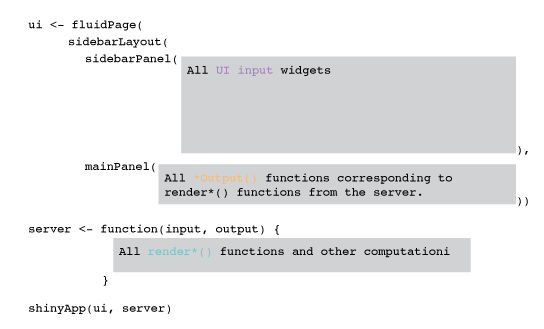 ui <- fluidPage(
sidebarLayout(
sidebarPanel(
All UI input widgets
),
mainPanel(
All *Output() functions corresponding to
render*() functions from the server.
))
server <- function(input, output) {
All render*() functions and other computationi
}
shinyApp(ui, server)